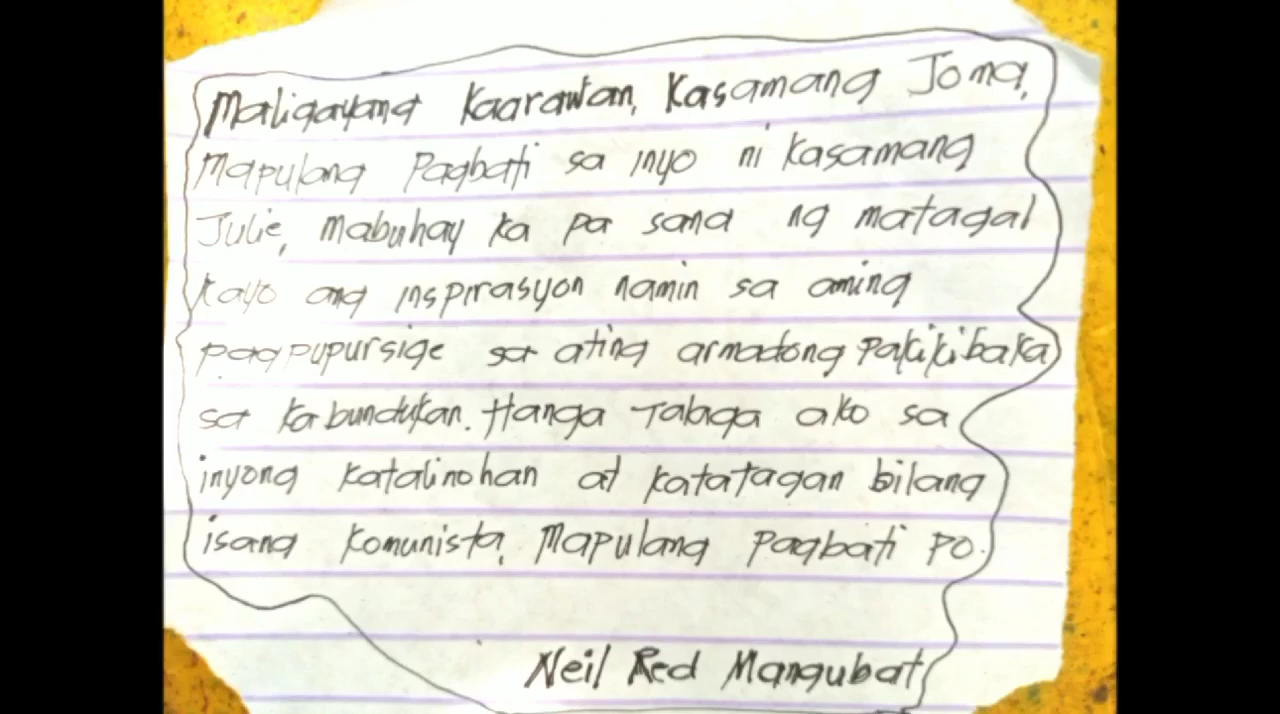 Maligayang Kaarawan, Kasamang Joma,
Mapulang Pagbati sa inyo ni kasamang
Julie, mabuhay ka pa sana ng matagal
kayo ang inspirasyon namin sa aming
pagpupursige sa ating armadong pakikibaka
sa kabundukan. Hanga Talaga ako sa
inyong katalinohan at katatagan bilang
isang komunista, Mapulang Pagbati po.
Neil Red Mangubat